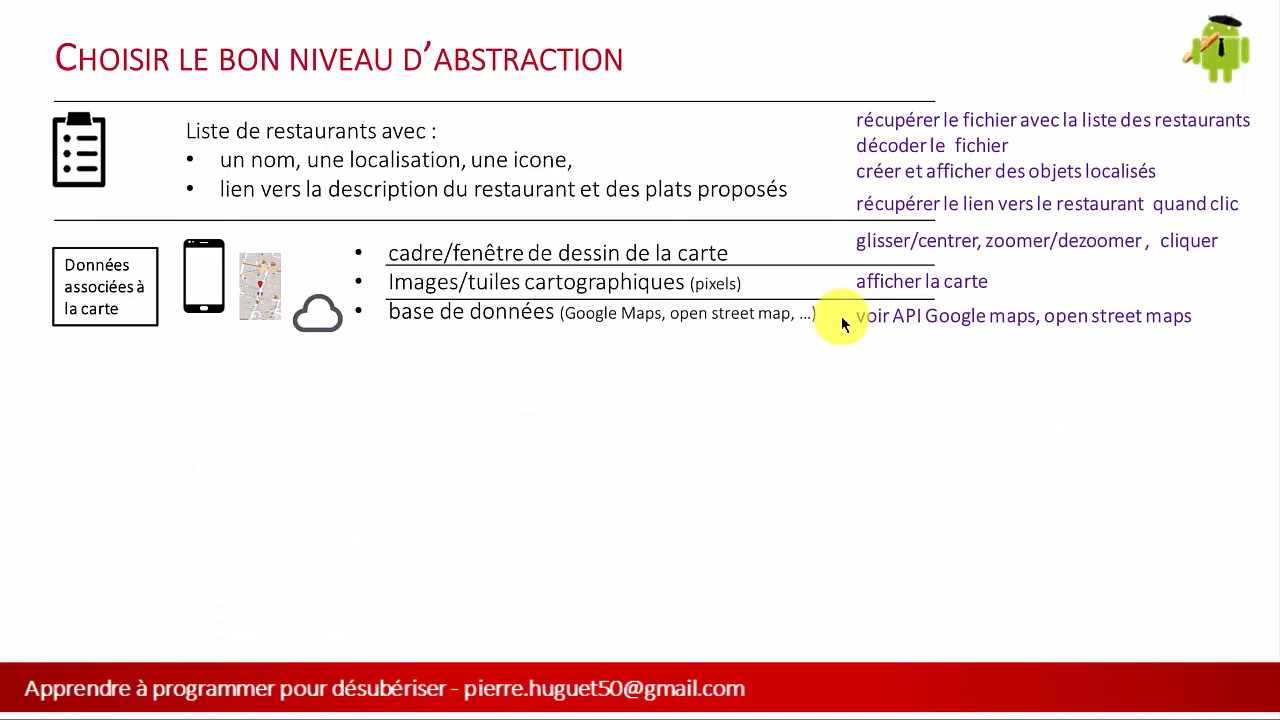 CHOISIR LE BON NIVEAU D'ABSTRACTION
Liste de restaurants avec :
• un nom, une localisation, une icone,
• lien vers la description du restaurant et des plats proposés
récupérer le fichier avec la liste des restaurants
décoder le fichier
créer et afficher des objets localisés
récupérer le lien vers le restaurant quand clic
Données
associées à
la carte
• cadre/fenêtre de dessin de la carte
• Images/tuiles cartographiques (pixels)
• base de données (Google Maps, open street map, ...)
glisser/centrer, zoomer/dezoomer , cliquer
afficher la carte
voir API Google maps, open street maps
Apprendre à programmer pour désubériser - pierre.huguet50@gmail.com